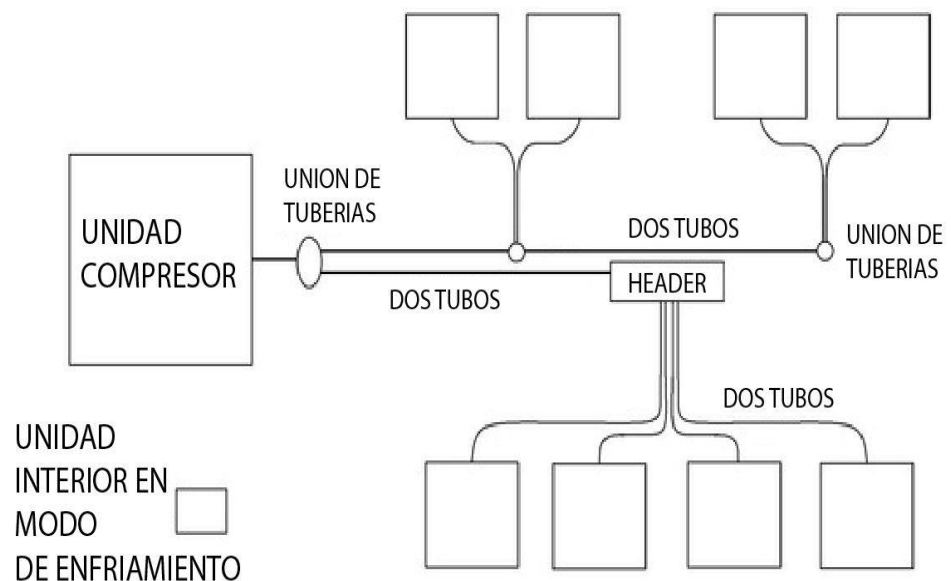 UNIDAD
COMPRESOR
UNION DE
TUBERIAS
DOS TUBOS
UNION DE
TUBERIAS
DOS TUBOS
HEADER
DOS TUBOS
UNIDAD
INTERIOR EN
MODO
DE ENFRIAMIENTO